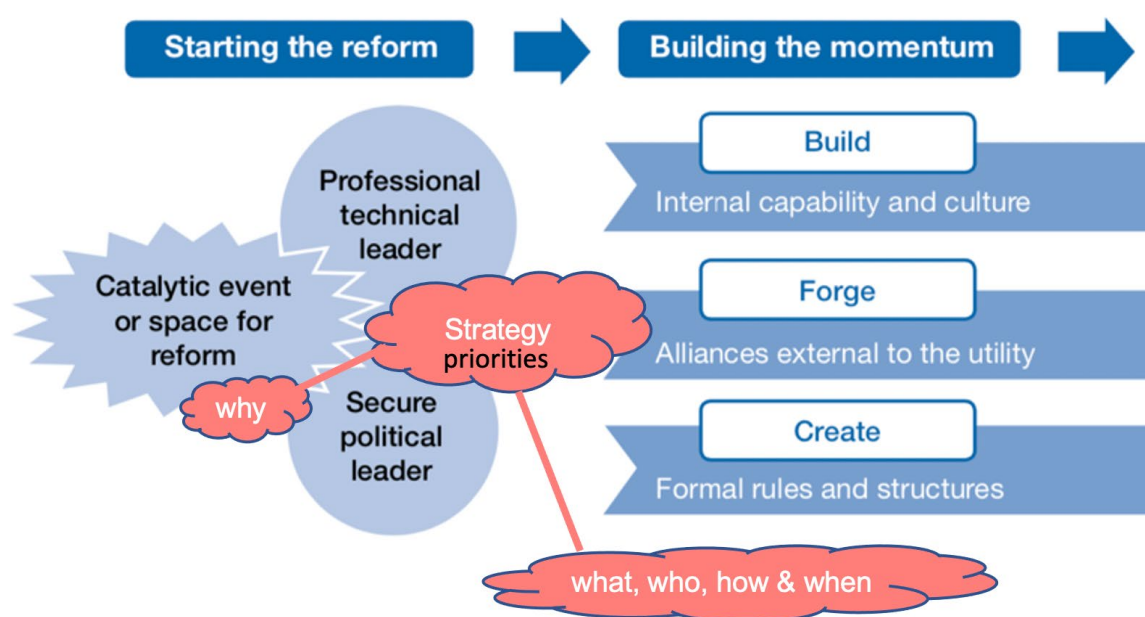 Starting the reform
Building the momentum
Professional
technical
leader
Catalytic event
or space for
reform
why
Strategy
priorities
Secure
political
leader
Build
Internal capability and culture
Forge
Alliances external to the utility
Create
Formal rules and structures
what, who, how & when